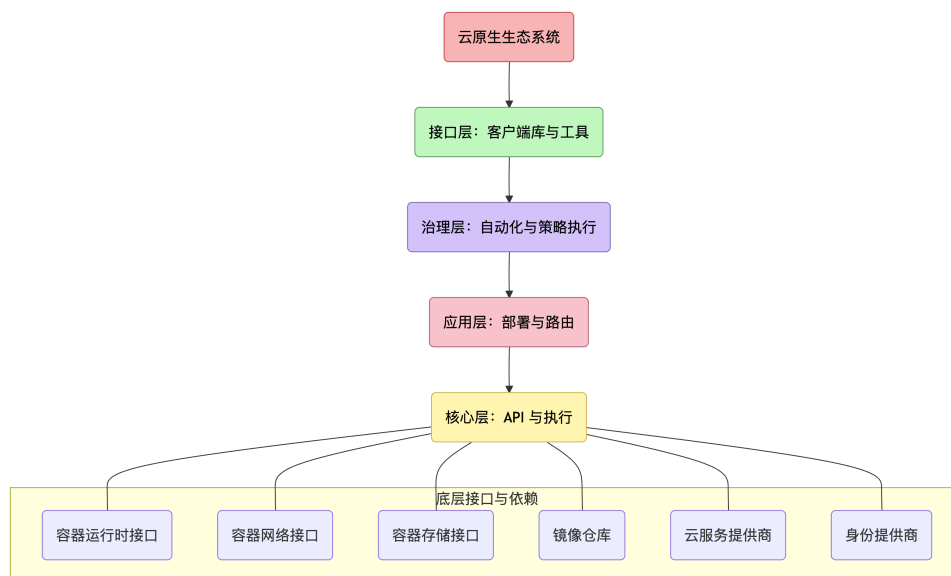 云原生生态系统
接口层：客户端库与工具
治理层：自动化与策略执行
应用层：部署与路由
核心层：API 与执行
底层接口与依赖
容器运行时接口
容器网络接口
容器存储接口
镜像仓库
云服务提供商
身份提供商